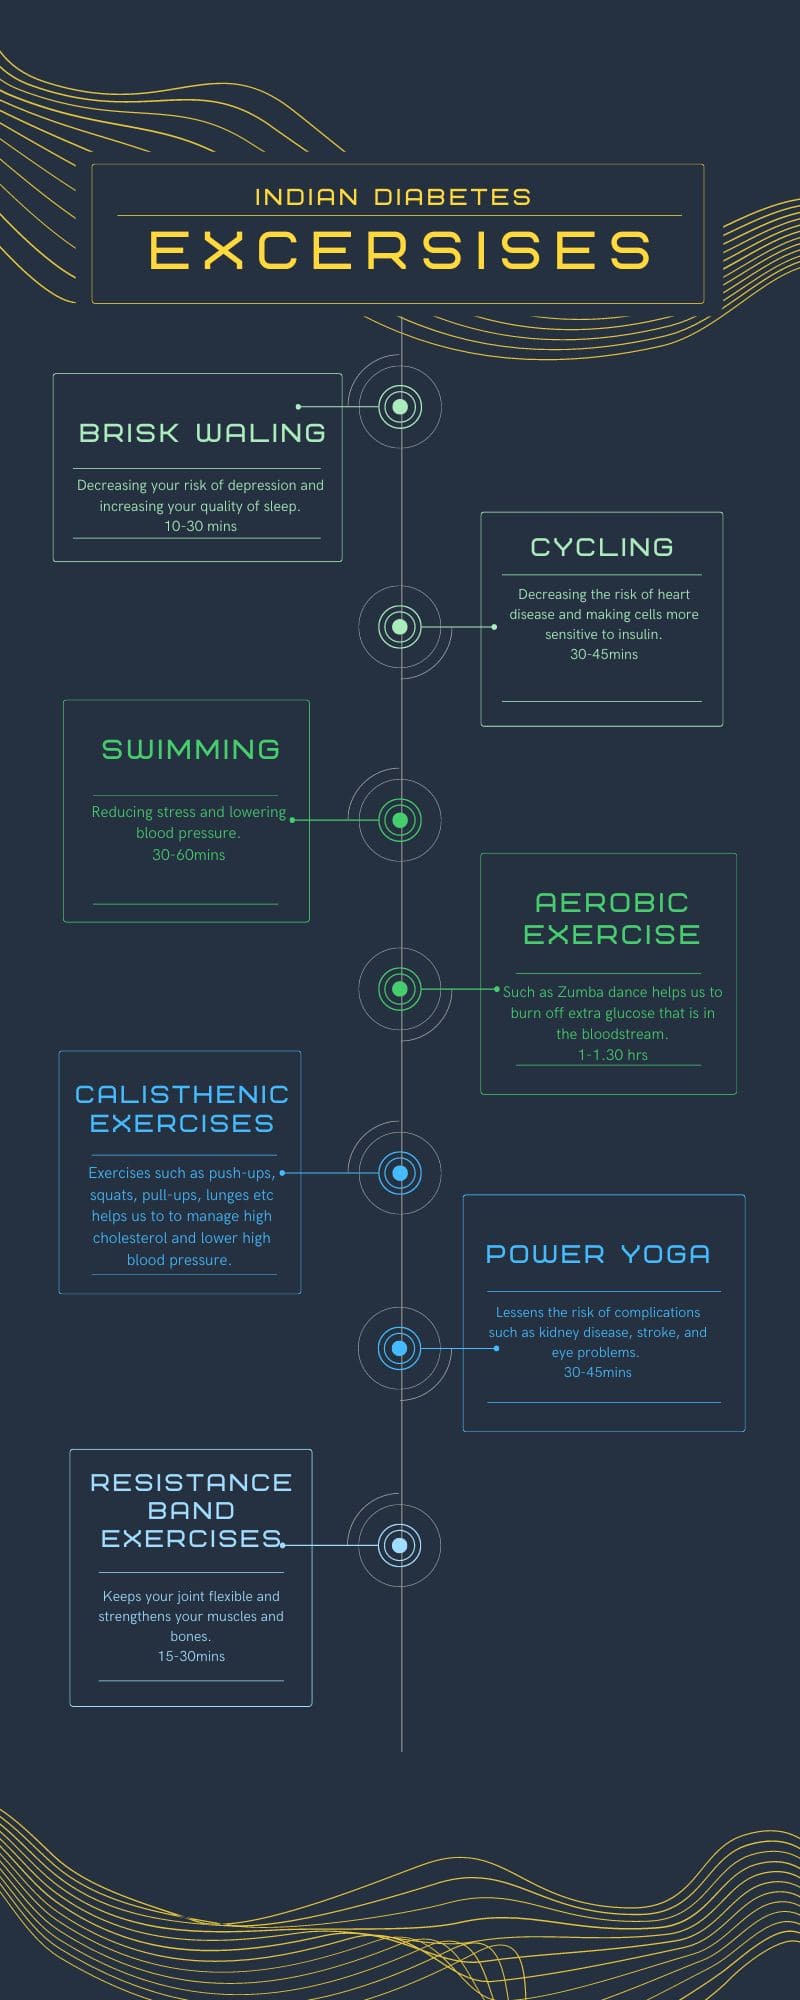 INDIAN DIABETES
EXCERSISES
BRISK WALING
Decreasing your risk of depression and
increasing your quality of sleep.
10-30 mins
CYCLING
Decreasing the risk of heart
disease and making cells more
sensitive to insulin.
30-45mins
SWIMMING
Reducing stress and lowering
blood pressure.
30-60mins
AEROBIC
EXERCISE
Such as Zumba dance helps us to
burn off extra glucose that is in
the bloodstream.
1-1.30 hrs
CALISTHENIC
EXERCISES
Exercises such as push-ups,
squats, pull-ups, lunges etc
helps us to to manage high
cholesterol and lower high
blood pressure.
POWER YOGA
Lessens the risk of complications
such as kidney disease, stroke, and
eye problems.
30-45mins
RESISTANCE
BAND
EXERCISES
Keeps your joint flexible and
strengthens your muscles and
bones.
15-30mins